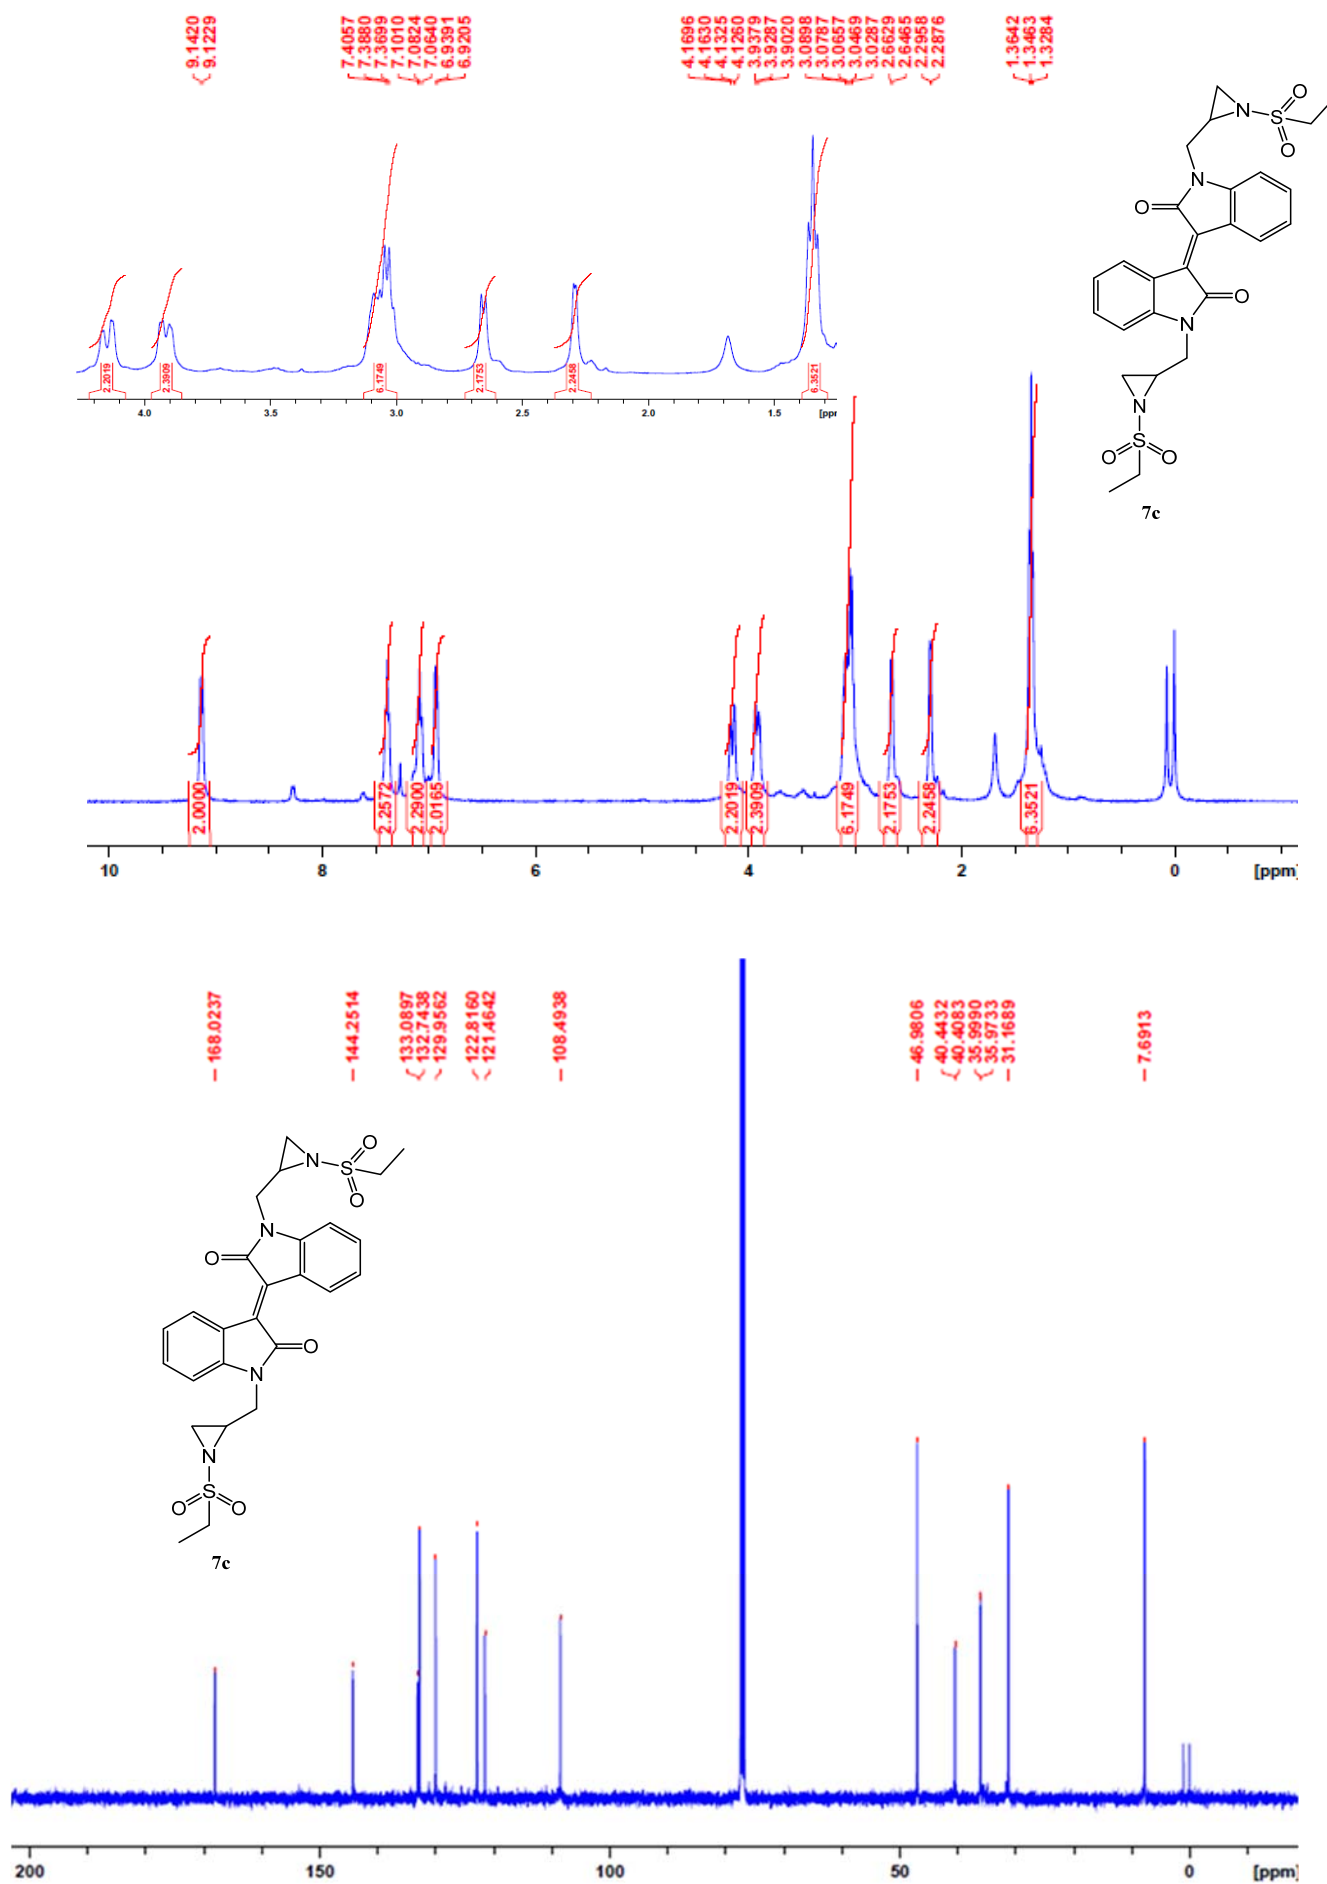 9.1420
9.1229
7.4057
7.3880
7.3699
7.1010
7.0824
7.0640
6.9391
6.9205
4.1696
4.1630
4.1325
4.1260
3.9379
3.9287
3.9020
3.0898
3.0787
3.0657
3.0469
3.0287
2.6629
2.6465
2.2958
2.2876
1.3642
1.3463
1.3284
N
S
O
O
N
O
O
N
N
S
O
O
7c
2.2019
2.3909
6.1749
2.1753
2.2458
6.3521
4.0 3.5 3.0 2.5 2.0 1.5 [ppm
2.0000
2.2572
2.2900
2.0165
2.2019
2.3909
6.1749
2.1753
2.2458
6.3521
10 8 6 4 2 0 [ppm]
168.0237
144.2514
133.0897
132.7438
129.9562
122.8160
121.4642
108.4938
46.9806
40.4432
40.4083
35.9990
35.9733
31.1689
7.6913
N
S
O
O
N
O
O
N
N
S
O
O
7c
200 150 100 50 0 [ppm]